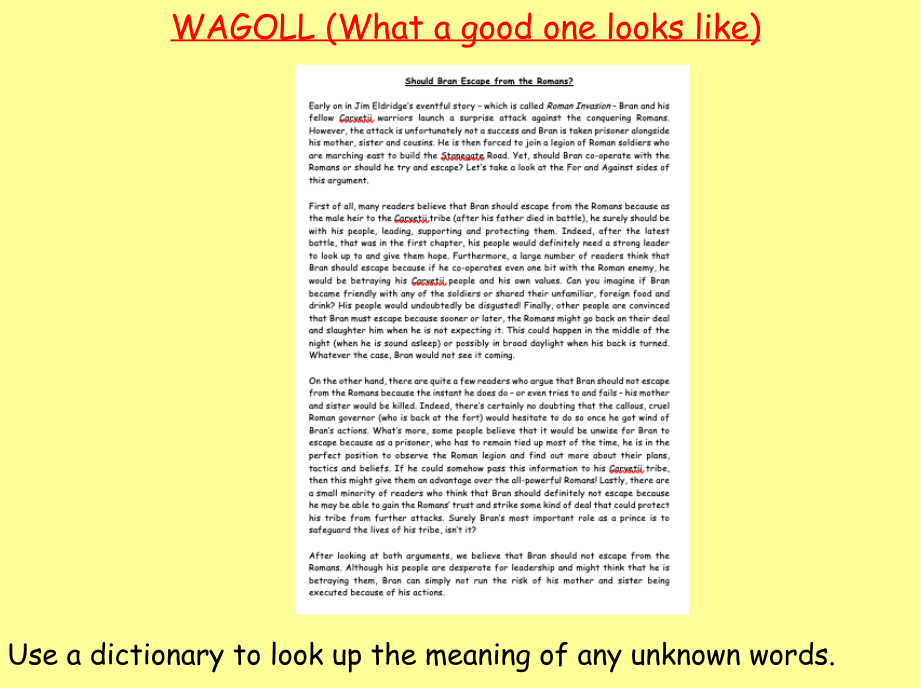 WAGOLL (What a good one looks like)
Should Bran Escape from the Romans?
Early on in Jim Eldridge's eventful story – which is called Roman Invasion – Bran and his
fellow Carvetii warriors launch a surprise attack against the conquering Romans.
However, the attack is unfortunately not a success and Bran is taken prisoner alongside
his mother, sister and cousins. He is then forced to join a legion of Roman soldiers who
are marching east to build the Stanegate Road. Yet, should Bran co-operate with the
Romans or should he try and escape? Let's take a look at the For and Against sides of
this argument.
First of all, many readers believe that Bran should escape from the Romans because as
the male heir to the Carvetii tribe (after his father died in battle), he surely should be
with his people, leading, supporting and protecting them. Indeed, after the latest
battle, that was in the first chapter, his people would definitely need a strong leader
to look up to and give them hope. Furthermore, a large number of readers think that
Bran should escape because if he co-operates even one bit with the Roman enemy, he
would be betraying his Carvetii people and his own values. Can you imagine if Bran
became friendly with any of the soldiers or shared their unfamiliar, foreign food and
drink? His people would undoubtedly be disgusted! Finally, other people are convinced
that Bran must escape because sooner or later, the Romans might go back on their deal
and slaughter him when he is not expecting it. This could happen in the middle of the
night (when he is sound asleep) or possibly in broad daylight when his back is turned.
Whatever the case, Bran would not see it coming.
On the other hand, there are quite a few readers who argue that Bran should not escape
from the Romans because the instant he does do – or even tries to and fails – his mother
and sister would be killed. Indeed, there's certainly no doubting that the callous, cruel
Roman governor (who is back at the fort) would hesitate to do so once he got wind of
Bran's actions. What's more, some people believe that it would be unwise for Bran to
escape because as a prisoner, who has to remain tied up most of the time, he is in the
perfect position to observe the Roman legion and find out more about their plans,
tactics and beliefs. If he could somehow pass this information to his Carvetii tribe,
then this might give them an advantage over the all-powerful Romans! Lastly, there are
a small minority of readers who think that Bran should definitely not escape because
he may be able to gain the Romans' trust and strike some kind of deal that could protect
his tribe from further attacks. Surely Bran's most important role as a prince is to
safeguard the lives of his tribe, isn't it?
After looking at both arguments, we believe that Bran should not escape from the
Romans. Although his people are desperate for leadership and might think that he is
betraying them, Bran can simply not run the risk of his mother and sister being
executed because of his actions.
Use a dictionary to look up the meaning of any unknown words.